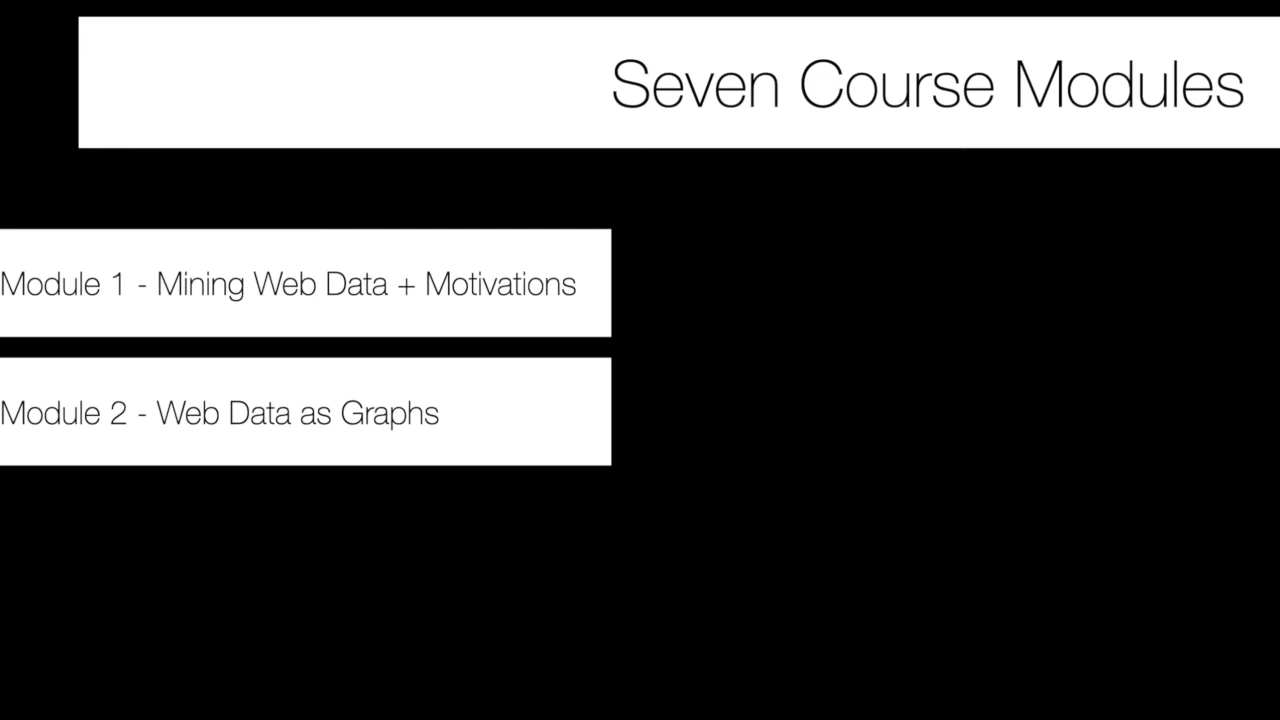 Seven Course Modules
Module 1 - Mining Web Data + Motivations
Module 2 - Web Data as Graphs